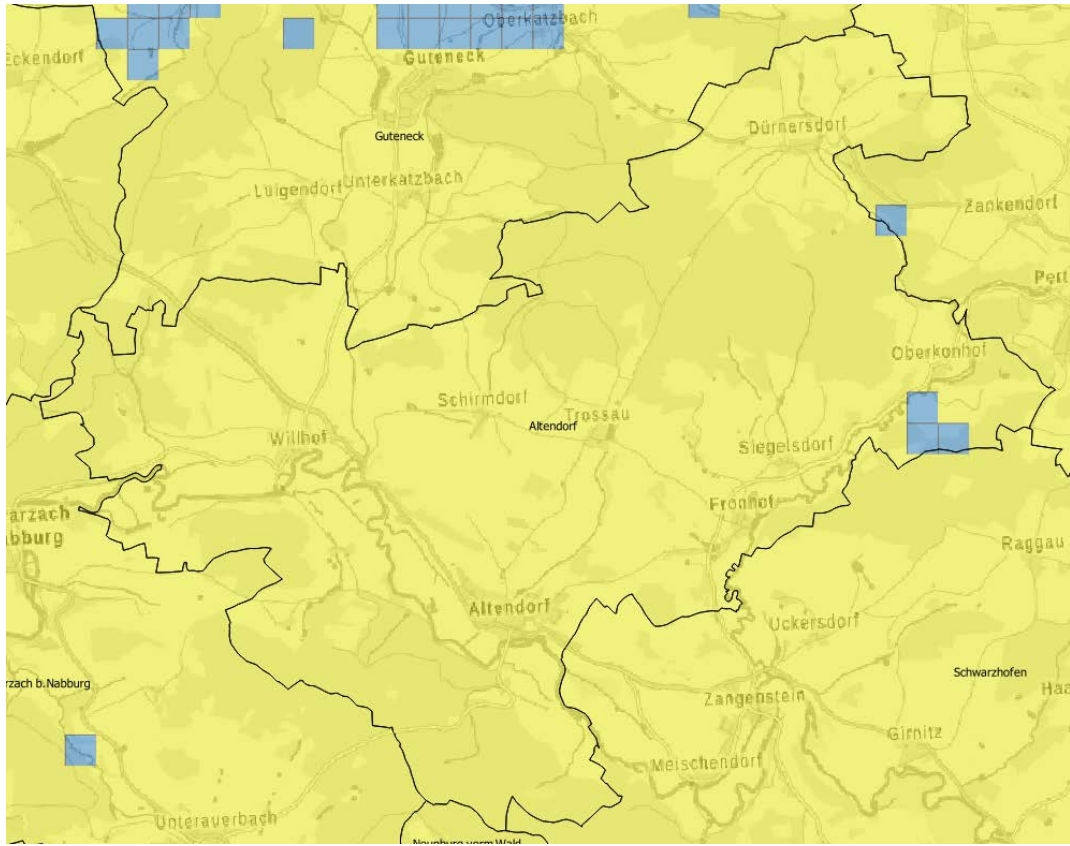 Oberkatzbach
Eckendorf
Guteneck
Guteneck
Dürnersdorf
Luigendorf
Unterkatzbach
Zankendorf
Pert
Oberkonhof
Schirmdorf
Trossau
Altendorf
Willhof
Siegelsdorf
Fronhof
arzach
abburg
Raggau
Altendorf
Uckersdorf
Schwarzhofen
rzach b.Nabburg
Haa
Zangenstein
Girnitz
Meischendorf
Unterauerbach
Neunburg vorm Wald